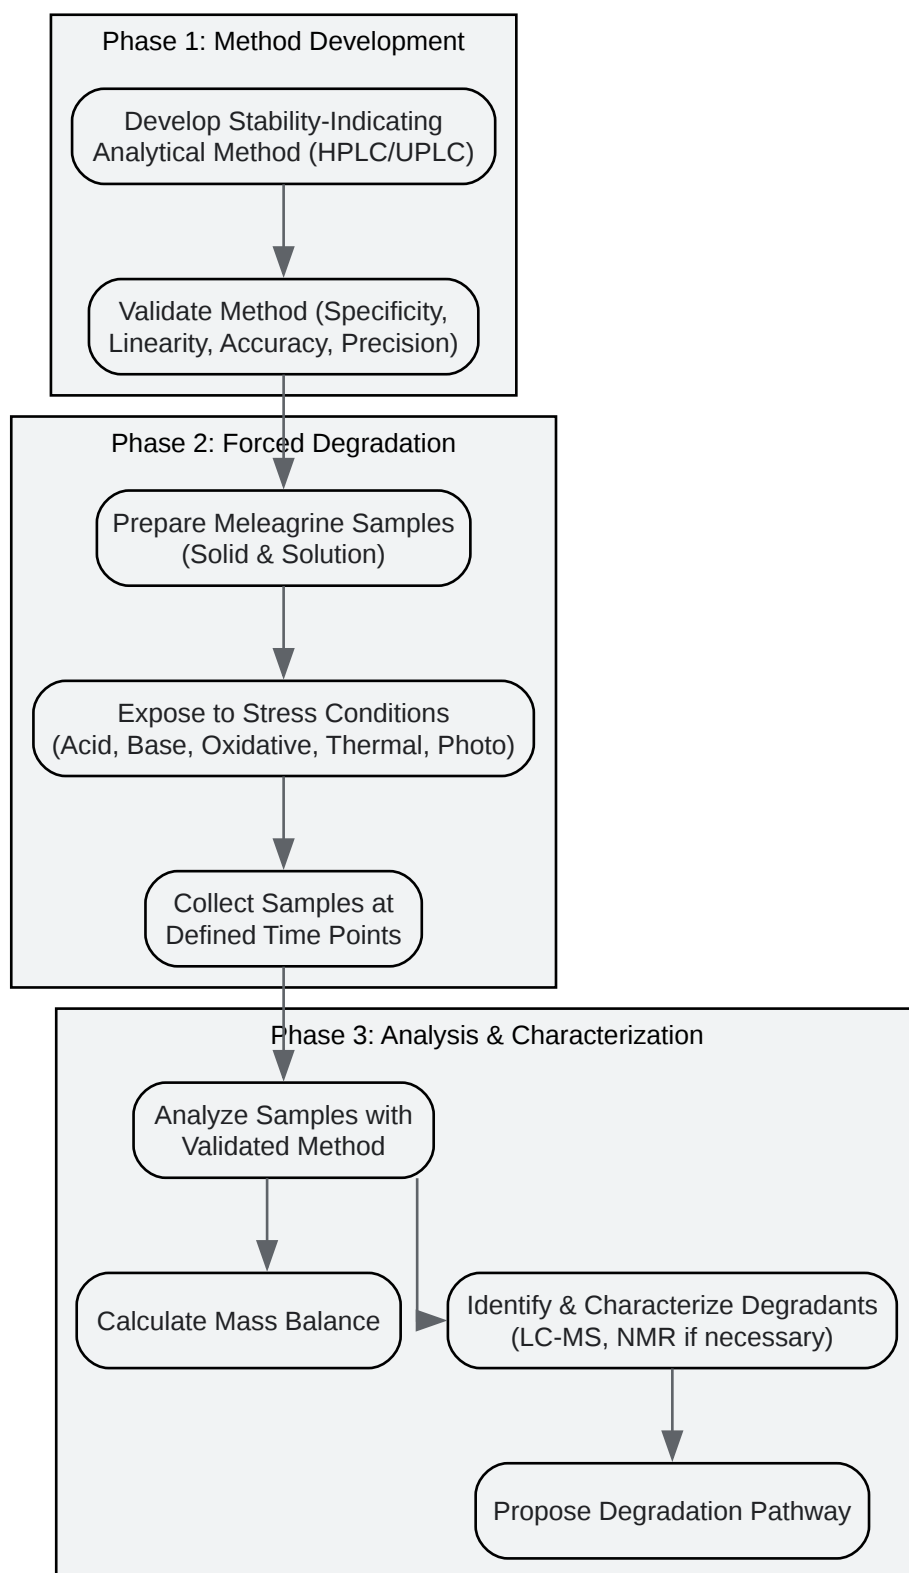 Phase 1: Method Development
Develop Stability-Indicating
Analytical Method (HPLC/UPLC)
Validate Method (Specificity,
Linearity, Accuracy, Precision)
Phase 2: Forced Degradation
Prepare Meleagrine Samples
(Solid & Solution)
Expose to Stress Conditions
(Acid, Base, Oxidative, Thermal, Photo)
Collect Samples at
Defined Time Points
Phase 3: Analysis & Characterization
Analyze Samples with
Validated Method
Calculate Mass Balance
Identify & Characterize Degradants
(LC-MS, NMR if necessary)
Propose Degradation Pathway